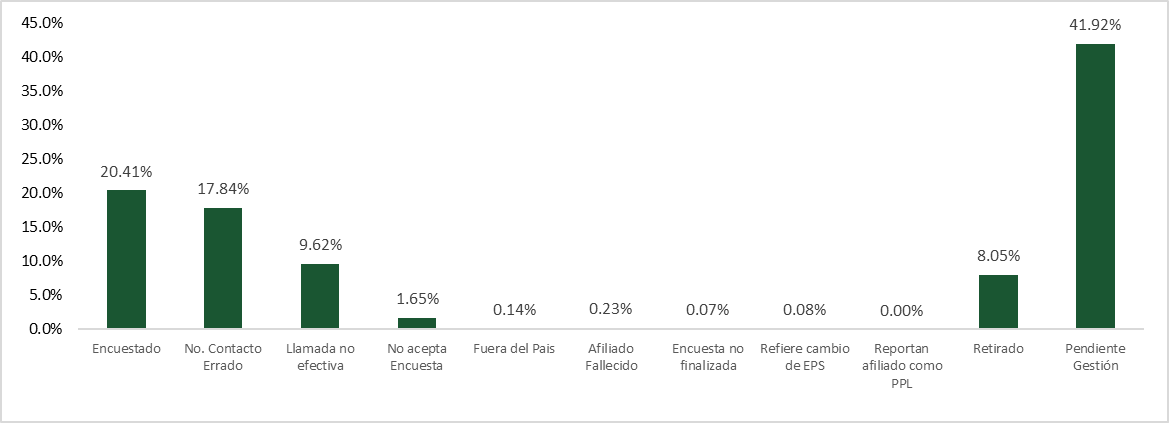 45.0%
40.0%
35.0%
30.0%
25.0%
20.0%
15.0%
10.0%
5.0%
0.0%
20.41%
17.84%
9.62%
1.65%
0.14%
0.23%
0.07%
0.08%
0.00%
8.05%
41.92%
Encuestado
No. Contacto
Errado
Llamada no
efectiva
No acepta
Encuesta
Fuera del Pais
Afiliado
Fallecido
Encuesta no
finalizada
Refiere cambio
de EPS
Reportan
afiliado como
PPL
Retirado
Pendiente
Gestión